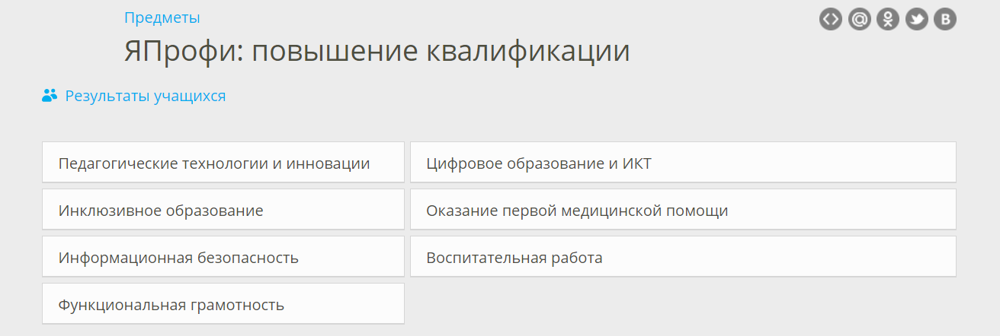 Предметы
ЯПрофи: повышение квалификации
Результаты учащихся
Педагогические технологии и инновации
Цифровое образование и ИКТ
Инклюзивное образование
Оказание первой медицинской помощи
Информационная безопасность
Воспитательная работа
Функциональная грамотность